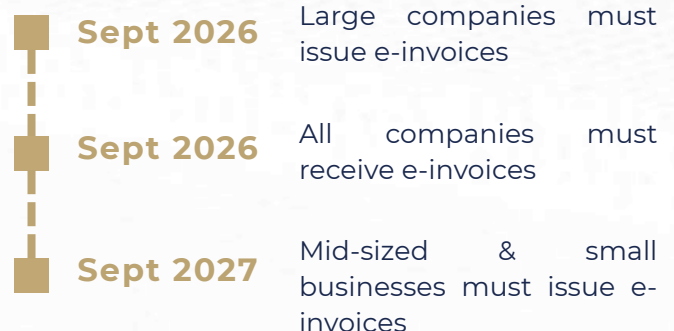 Sept 2026
Large companies must
issue e-invoices
Sept 2026
All companies must
receive e-invoices
Sept 2027
Mid-sized & small
businesses must issue e-
invoices